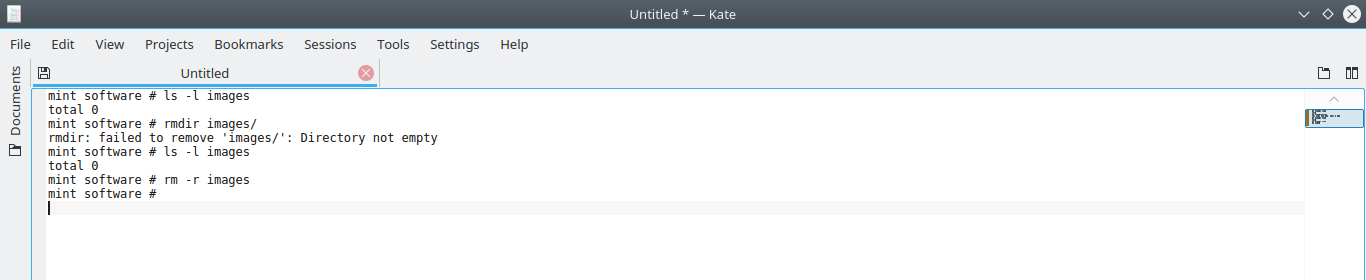 Untitled * — Kate
File Edit View Projects Bookmarks Sessions Tools Settings Help
Untitled
Documents
mint software # ls -l images
total 0
mint software # rmdir images/
rmdir: failed to remove 'images/': Directory not empty
mint software # ls -l images
total 0
mint software # rm -r images
mint software #